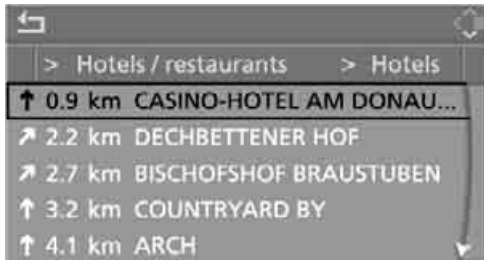 > Hotels / restaurants > Hotels
0.9 km CASINO-HOTEL AM DONAU...
2.2 km DECHBETTENER HOF
2.7 km BISCHOFSHOF BRAUSTUBEN
3.2 km COUNTRYARD BY
4.1 km ARCH